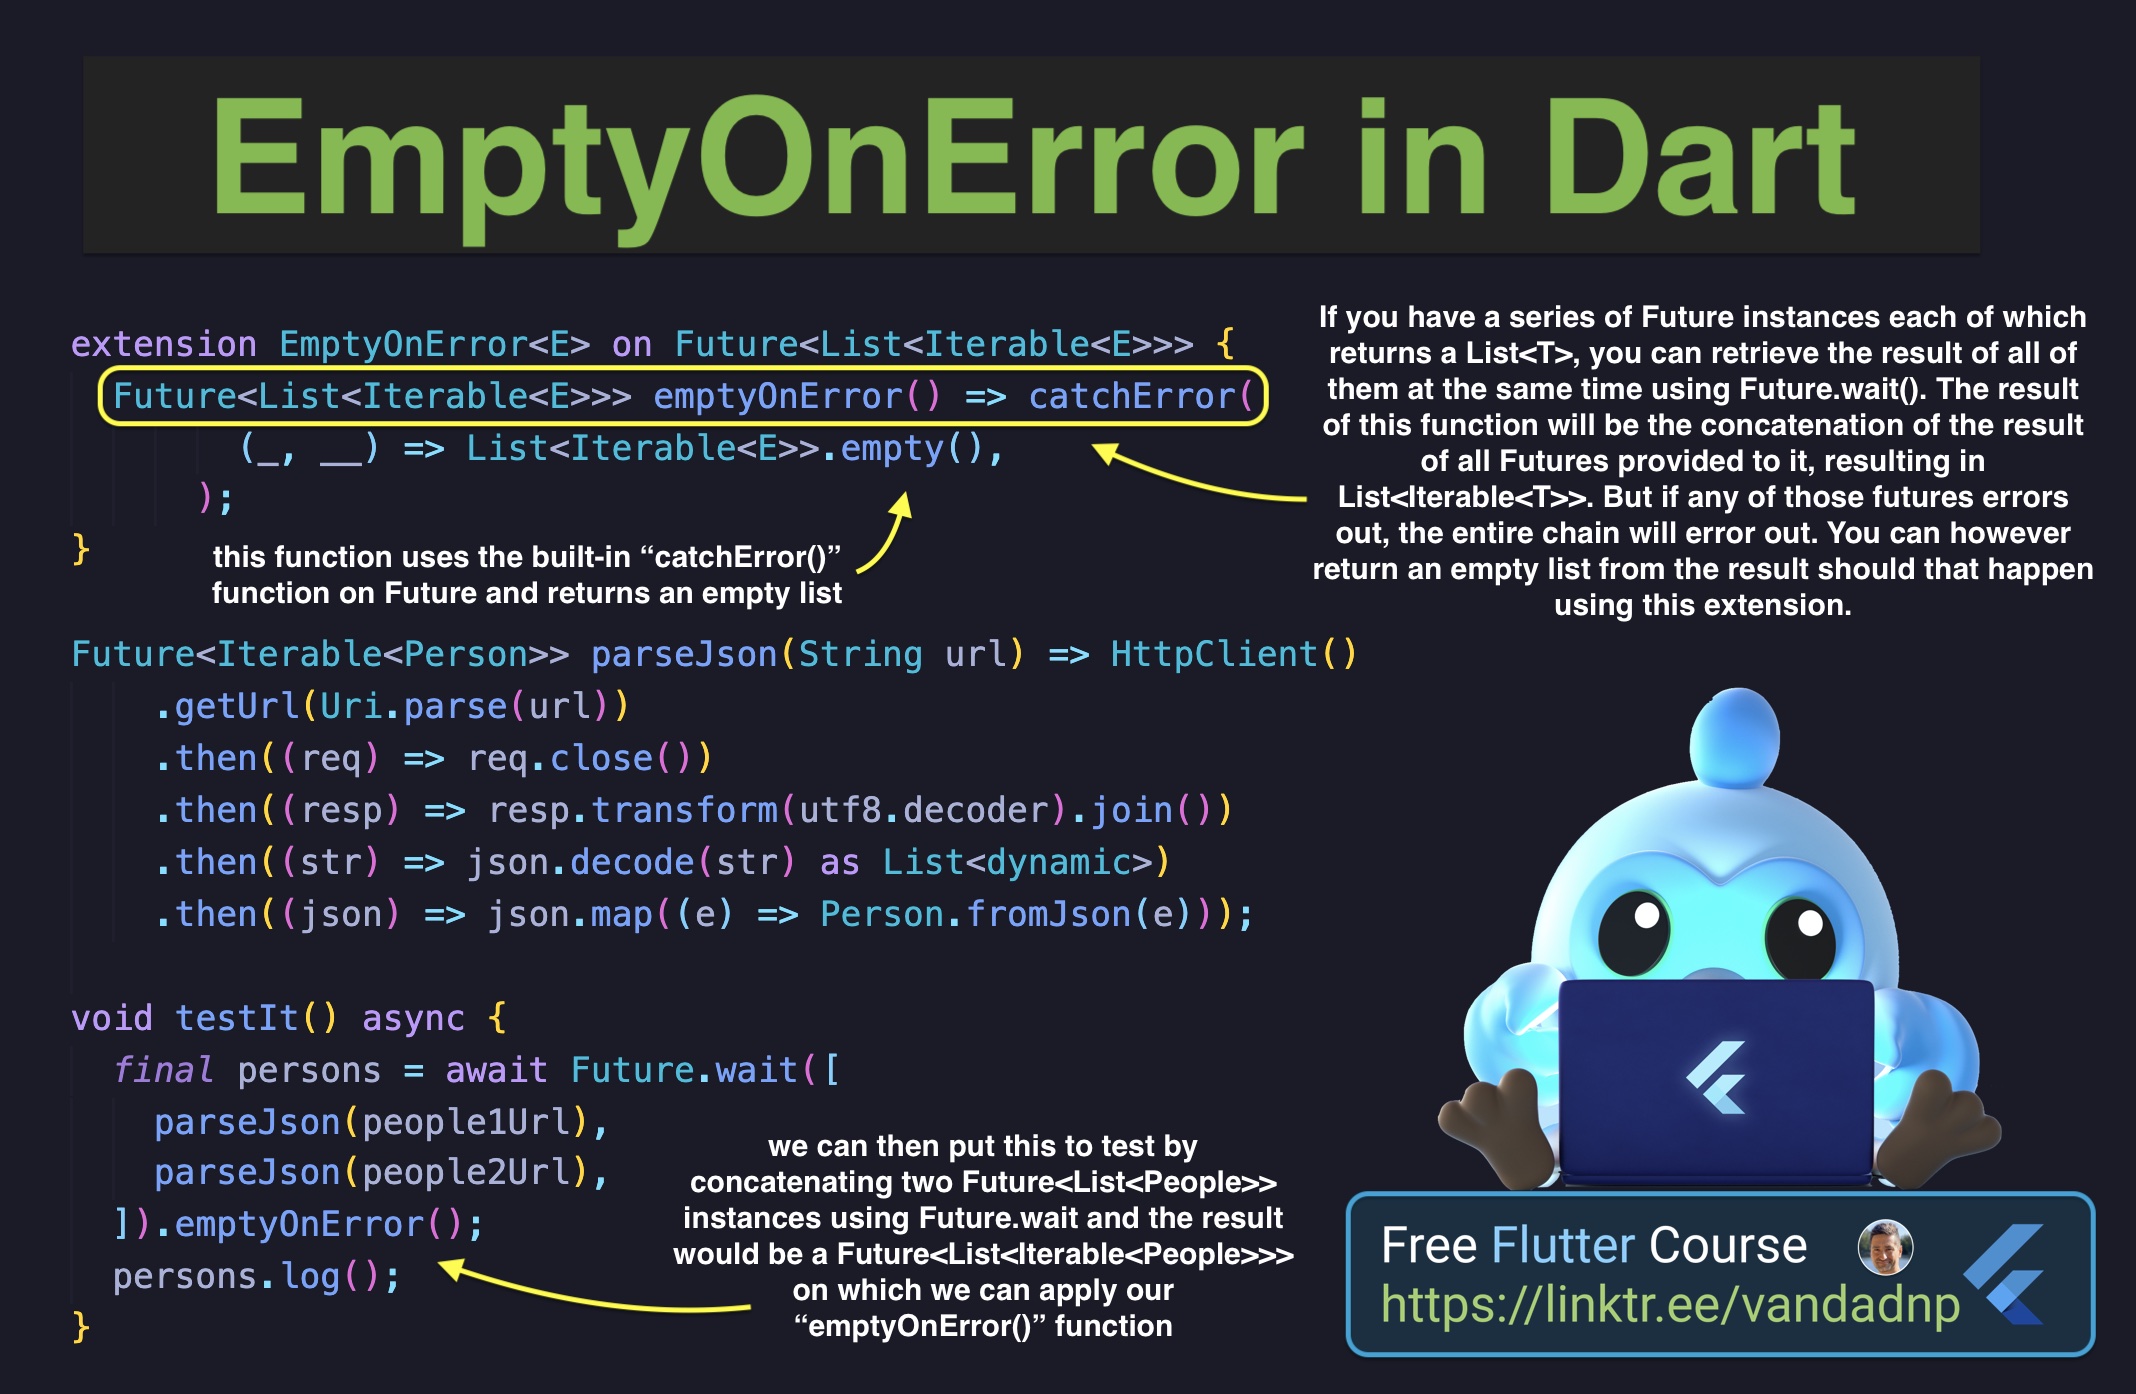 EmptyOnError in Dart
extension EmptyOnError<E> on Future<List<Iterable<E>>> {
Future<List<Iterable<E>>> emptyOnError() => catchError(
(_, __) => List<Iterable<E>>.empty(),
);
}
this function uses the built-in “catchError()”
function on Future and returns an empty list
If you have a series of Future instances each of which
returns a List<T>, you can retrieve the result of all of
them at the same time using Future.wait(). The result
of this function will be the concatenation of the result
of all Futures provided to it, resulting in
List<Iterable<T>>. But if any of those futures errors
out, the entire chain will error out. You can however
return an empty list from the result should that happen
using this extension.
Future<Iterable<Person>> parseJson(String url) => HttpClient()
.getUrl(Uri.parse(url))
.then((req) => req.close())
.then((resp) => resp.transform(utf8.decoder).join())
.then((str) => json.decode(str) as List<dynamic>)
.then((json) => json.map((e) => Person.fromJson(e)));
void testIt() async {
final persons = await Future.wait([
parseJson(people1Url),
parseJson(people2Url),
]).emptyOnError();
persons.log();
}
we can then put this to test by
concatenating two Future<List<People>>
instances using Future.wait and the result
would be a Future<List<Iterable<People>>>
on which we can apply our
“emptyOnError()” function
Free Flutter Course
https://linktr.ee/vandadnp